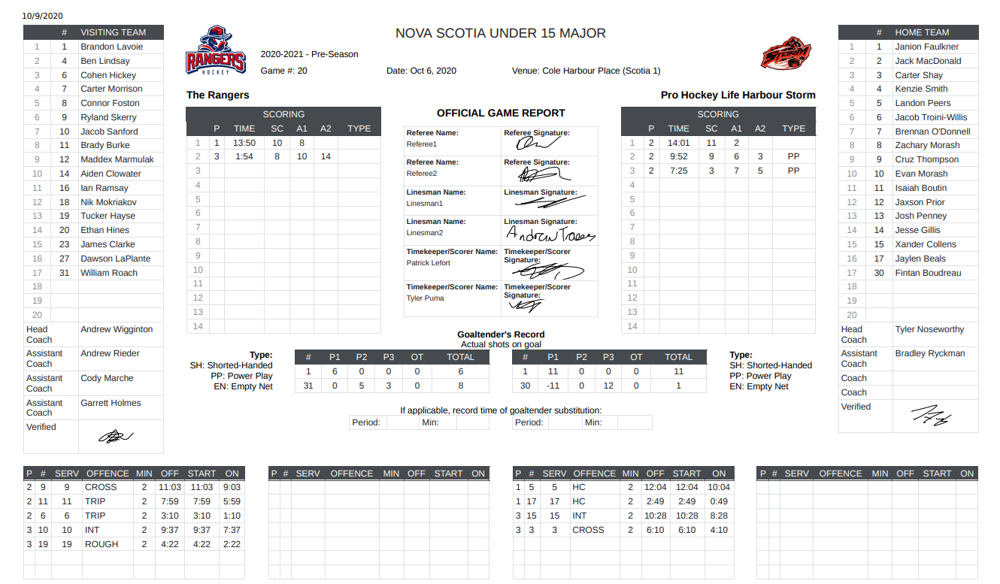 10/9/2020
# VISITING TEAM
1 1 Brandon Lavoie
2 4 Ben Lindsay
3 6 Cohen Hickey
4 7 Carter Morrison
5 8 Connor Foston
6 9 Ryland Skerry
7 10 Jacob Sanford
8 11 Brady Burke
9 12 Maddex Marmulak
10 14 Aiden Clowater
11 16 Ian Ramsay
12 18 Nik Mokriakov
13 19 Tucker Hayse
14 20 Ethan Hines
15 23 James Clarke
16 27 Dawson LaPlante
17 31 William Roach
18
19
20
Head Coach Andrew Wigginton
Assistant Coach Andrew Rieder
Assistant Coach Cody Marche
Assistant Coach Garrett Holmes
Verified
RANGERS
HOCKEY
NOVA SCOTIA UNDER 15 MAJOR
2020-2021 - Pre-Season
Game #: 20 Date: Oct 6, 2020 Venue: Cole Harbour Place (Scotia 1)
STORM
The Rangers
SCORING
P TIME SC A1 A2 TYPE
1 1 13:50 10 8
2 3 1:54 8 10 14
3
4
5
6
7
8
9
10
11
12
13
14
OFFICIAL GAME REPORT
Referee Name: Referee Signature:
Referee1
Referee Name: Referee Signature:
Referee2
Linesman Name: Linesman Signature:
Linesman1
Linesman Name: Linesman Signature:
Linesman2 Andrew
Timekeeper/Scorer Name: Timekeeper/Scorer Signature:
Patrick Lefort
Timekeeper/Scorer Name: Timekeeper/Scorer Signature:
Tyler Puma
Pro Hockey Life Harbour Storm
SCORING
P TIME SC A1 A2 TYPE
1 2 14:01 11 2
2 2 9:52 9 6 3 PP
3 2 7:25 3 7 5 PP
4
5
6
7
8
9
10
11
12
13
14
Goaltender's Record
Actual shots on goal
Type:
SH: Shorted-Handed
PP: Power Play
EN: Empty Net
# P1 P2 P3 OT TOTAL
1 6 0 0 0 6
31 0 5 3 0 8
# P1 P2 P3 OT TOTAL
1 11 0 0 0 11
30 -11 0 12 0 1
Type:
SH: Shorted-Handed
PP: Power Play
EN: Empty Net
If applicable, record time of goaltender substitution:
Period: Min: Period: Min:
# HOME TEAM
1 1 Janion Faulkner
2 2 Jack MacDonald
3 3 Carter Shay
4 4 Kenzie Smith
5 5 Landon Peers
6 6 Jacob Troini-Willis
7 7 Brennan O'Donnell
8 8 Zachary Morash
9 9 Cruz Thompson
10 10 Evan Morash
11 11 Isaiah Boutin
12 12 Jaxson Prior
13 13 Josh Penney
14 14 Jesse Gillis
15 15 Xander Collens
16 17 Jaylen Beals
17 30 Fintan Boudreau
18
19
20
Head Coach Tyler Noseworthy
Assistant Coach Bradley Ryckman
Coach
Coach
Verified
P # SERV OFFENCE MIN OFF START ON
2 9 9 CROSS 2 11:03 11:03 9:03
2 11 11 TRIP 2 7:59 7:59 5:59
2 6 6 TRIP 2 3:10 3:10 1:10
3 10 10 INT 2 9:37 9:37 7:37
3 19 19 ROUGH 2 4:22 4:22 2:22
P # SERV OFFENCE MIN OFF START ON
P # SERV OFFENCE MIN OFF START ON
1 5 5 HC 2 12:04 12:04 10:04
1 17 17 HC 2 2:49 2:49 0:49
3 15 15 INT 2 10:28 10:28 8:28
3 3 3 CROSS 2 6:10 6:10 4:10
P # SERV OFFENCE MIN OFF START ON